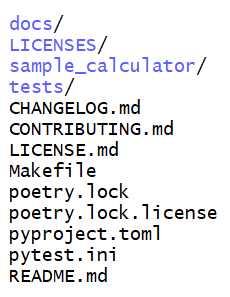 docs/
LICENSES/
sample_calculator/
tests/
CHANGELOG.md
CONTRIBUTING.md
LICENSE.md
Makefile
poetry.lock
poetry.lock.license
pyproject.toml
pytest.ini
README.md